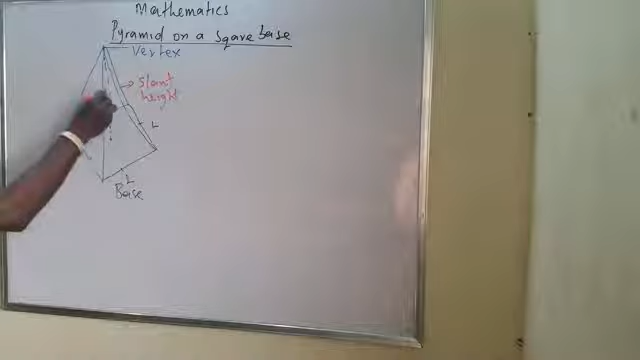 Mathematics
Pyramid on a sqare base
Vertex
Slant
height
L
L
Base